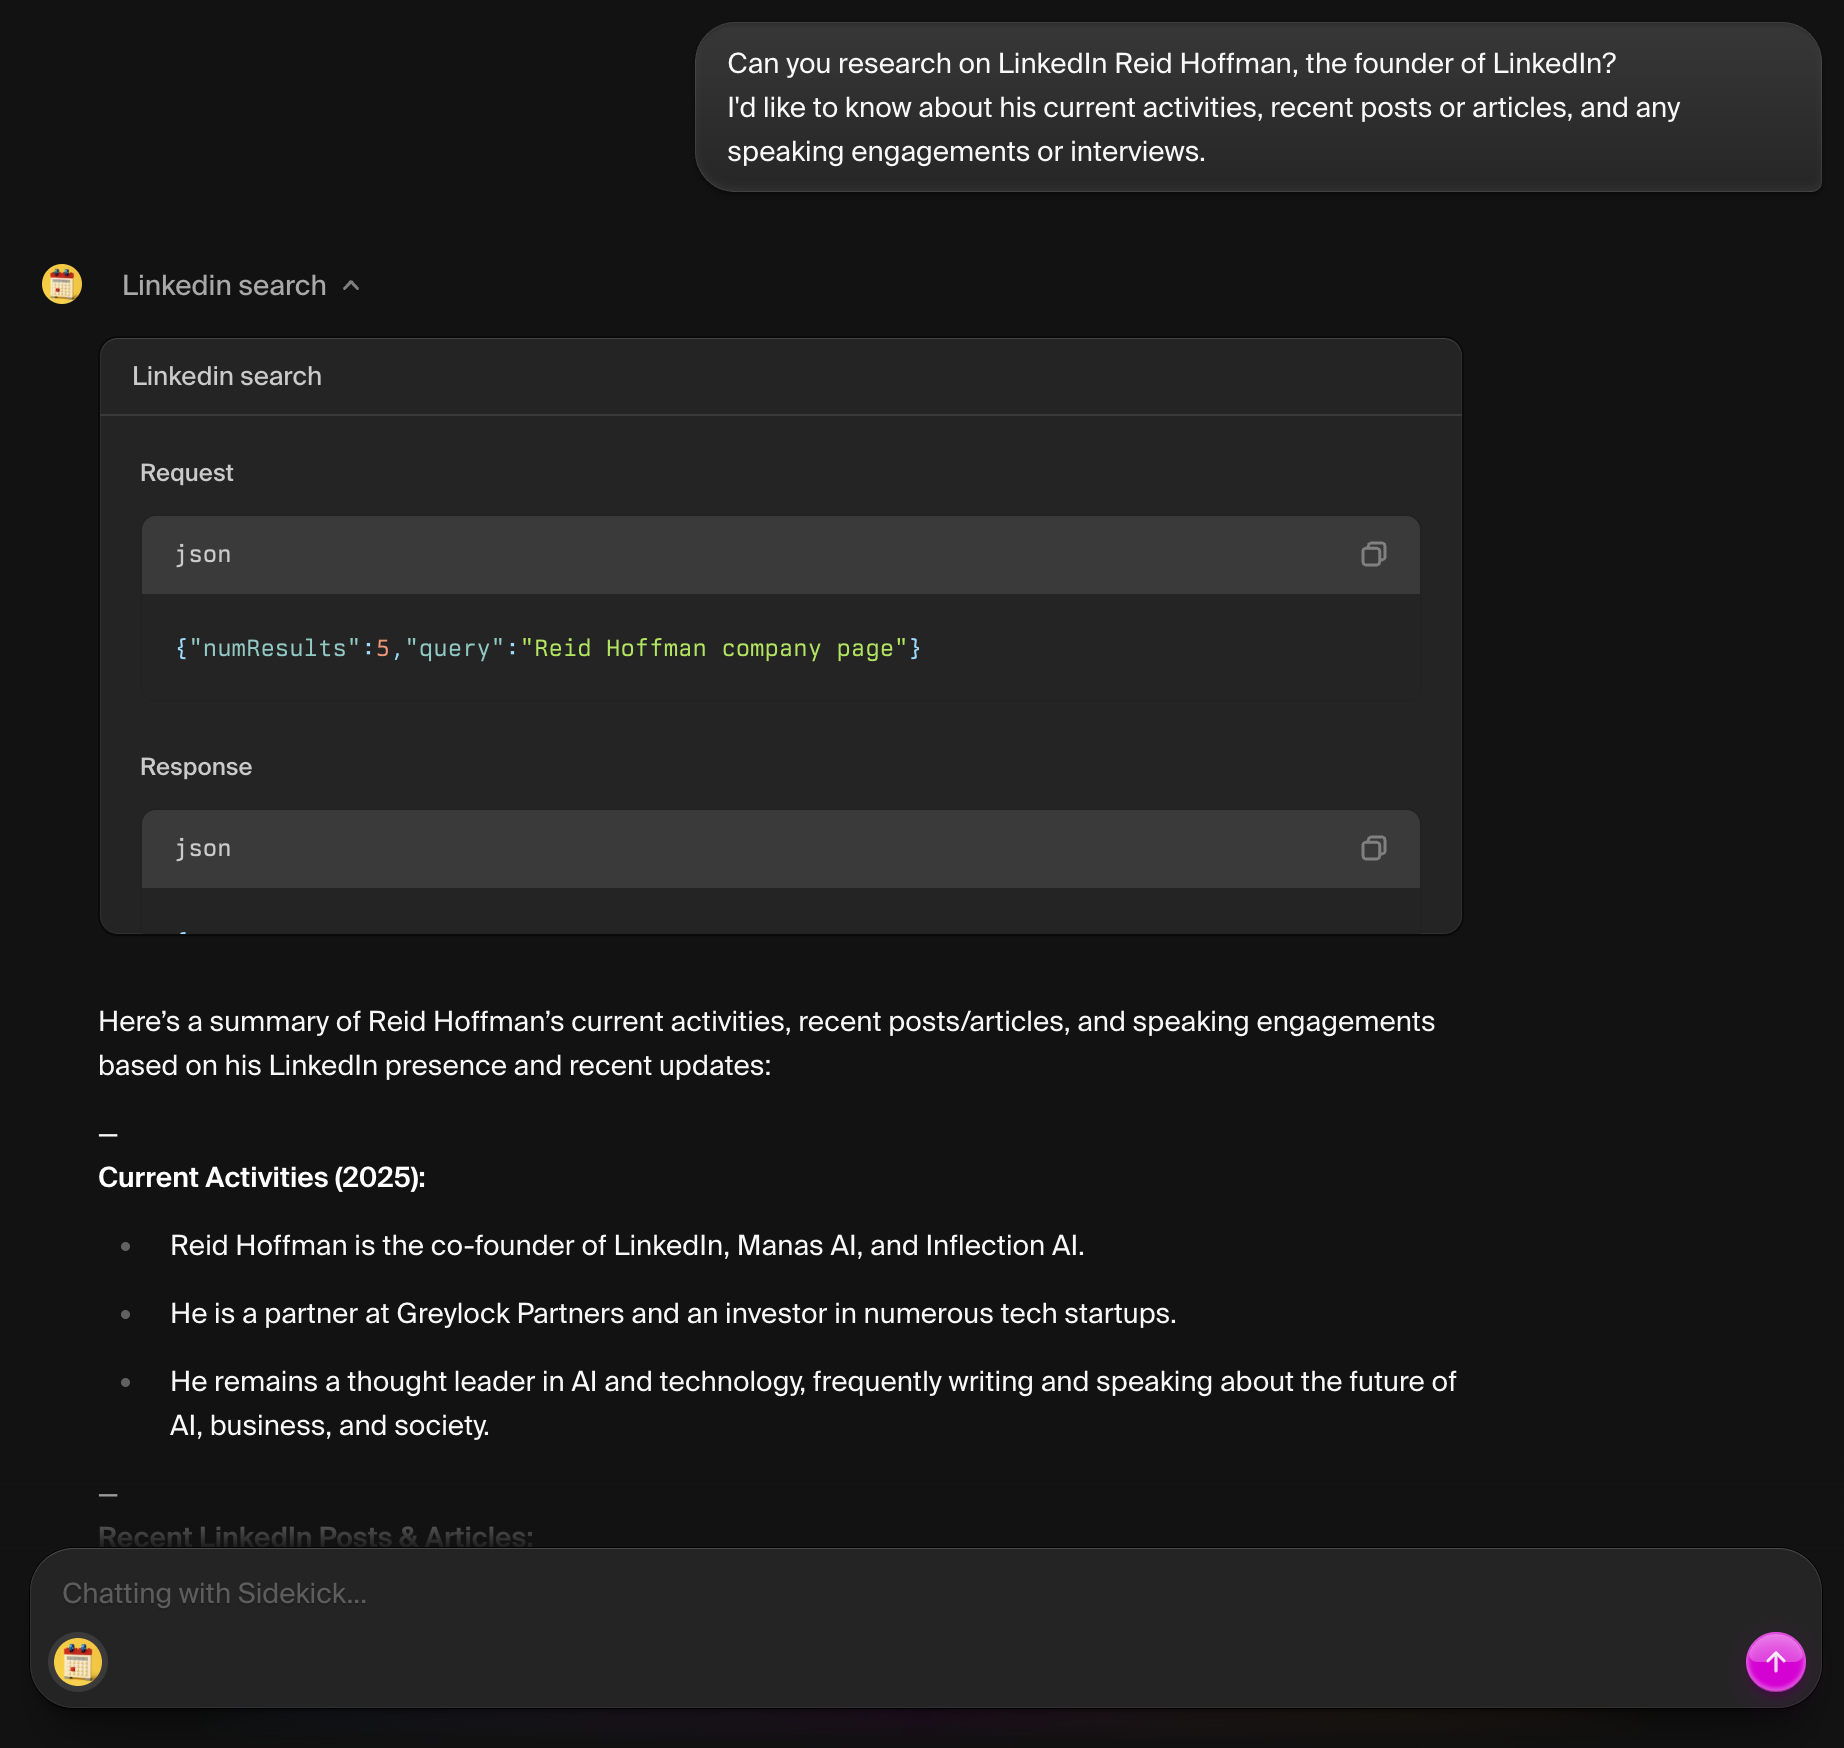 Can you research on LinkedIn Reid Hoffman, the founder of LinkedIn?
I'd like to know about his current activities, recent posts or articles, and any
speaking engagements or interviews.
Linkedin search
Linkedin search
Request
json
{"numResults":5,"query":"Reid Hoffman company page"}
Response
json
Here’s a summary of Reid Hoffman’s current activities, recent posts/articles, and speaking engagements
based on his LinkedIn presence and recent updates:
—
Current Activities (2025):
• Reid Hoffman is the co-founder of LinkedIn, Manas AI, and Inflection AI.
• He is a partner at Greylock Partners and an investor in numerous tech startups.
• He remains a thought leader in AI and technology, frequently writing and speaking about the future of
AI, business, and society.
—
Recent LinkedIn Posts & Articles:
Chatting with Sidekick...